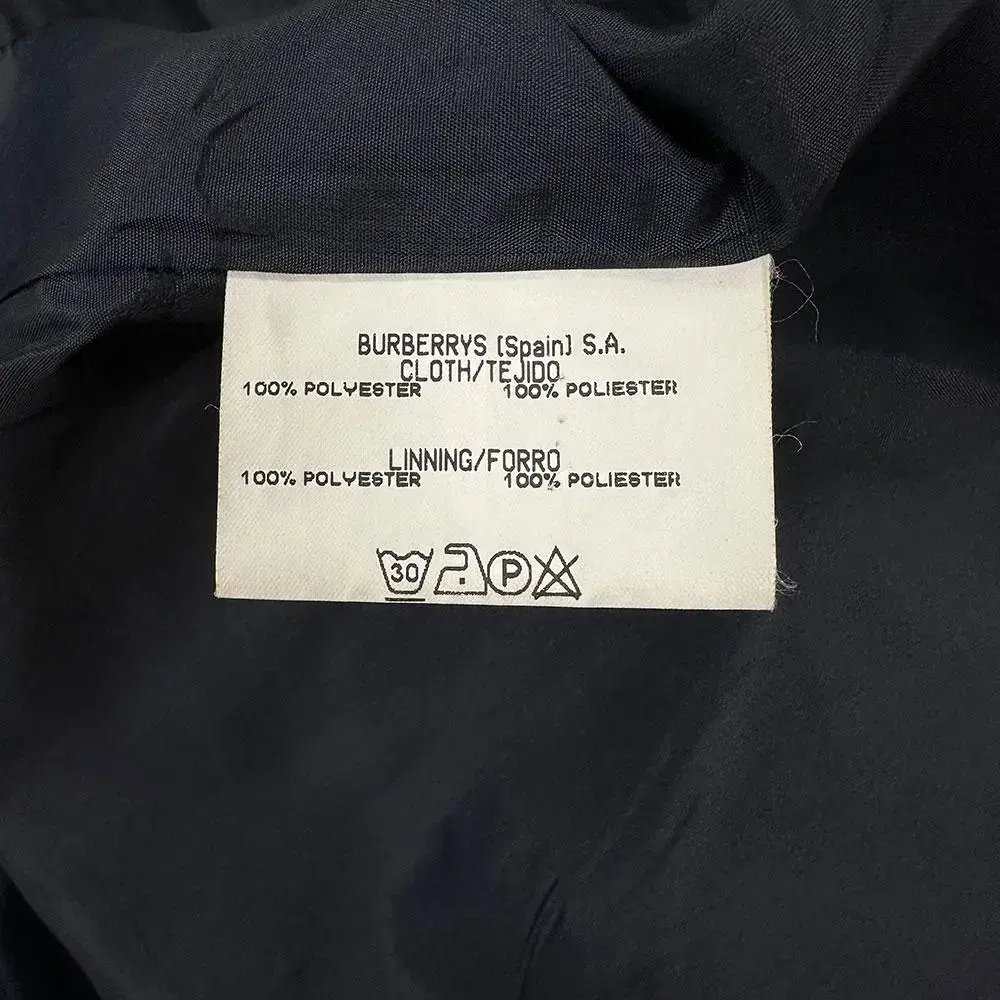 BURBERRYS (Spain) S.A.
CLOTH/TEJIDO
100% POLYESTER 100% POLIESTER
LINNING/FORRO
100% POLYESTER 100% POLIESTER
30 P